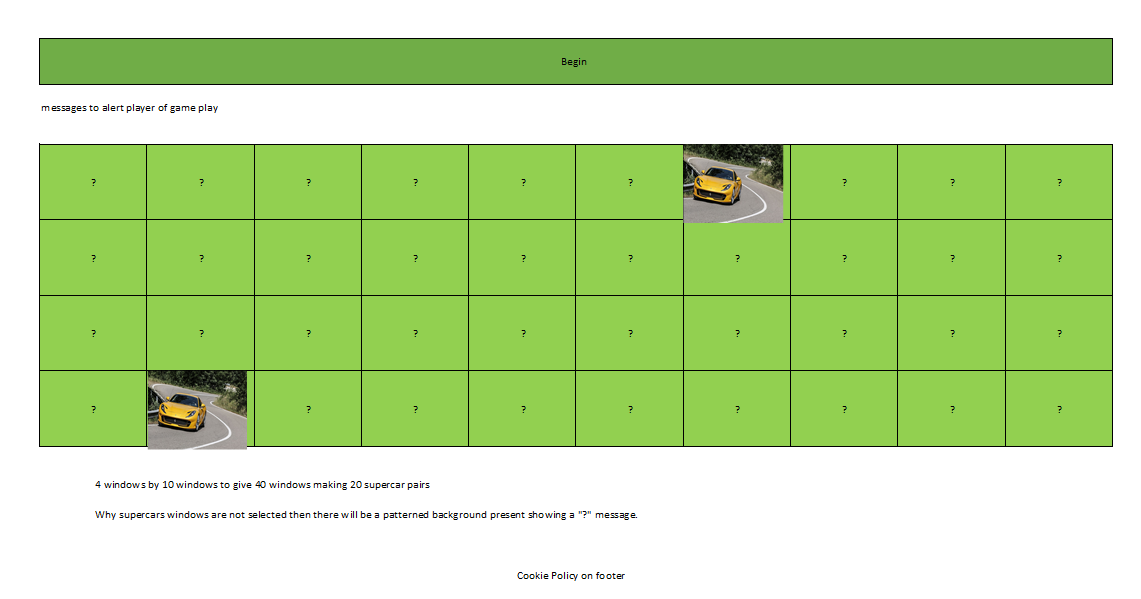 Begin
messages to alert player of game play
? ? ? ? ? ? ? ? ?
? ? ? ? ? ? ? ? ? ?
? ? ? ? ? ? ? ? ? ?
? ? ? ? ? ? ? ? ?
4 windows by 10 windows to give 40 windows making 20 supercar pairs
Why supercars windows are not selected then there will be a patterned background present showing a "?" message.
Cookie Policy on footer